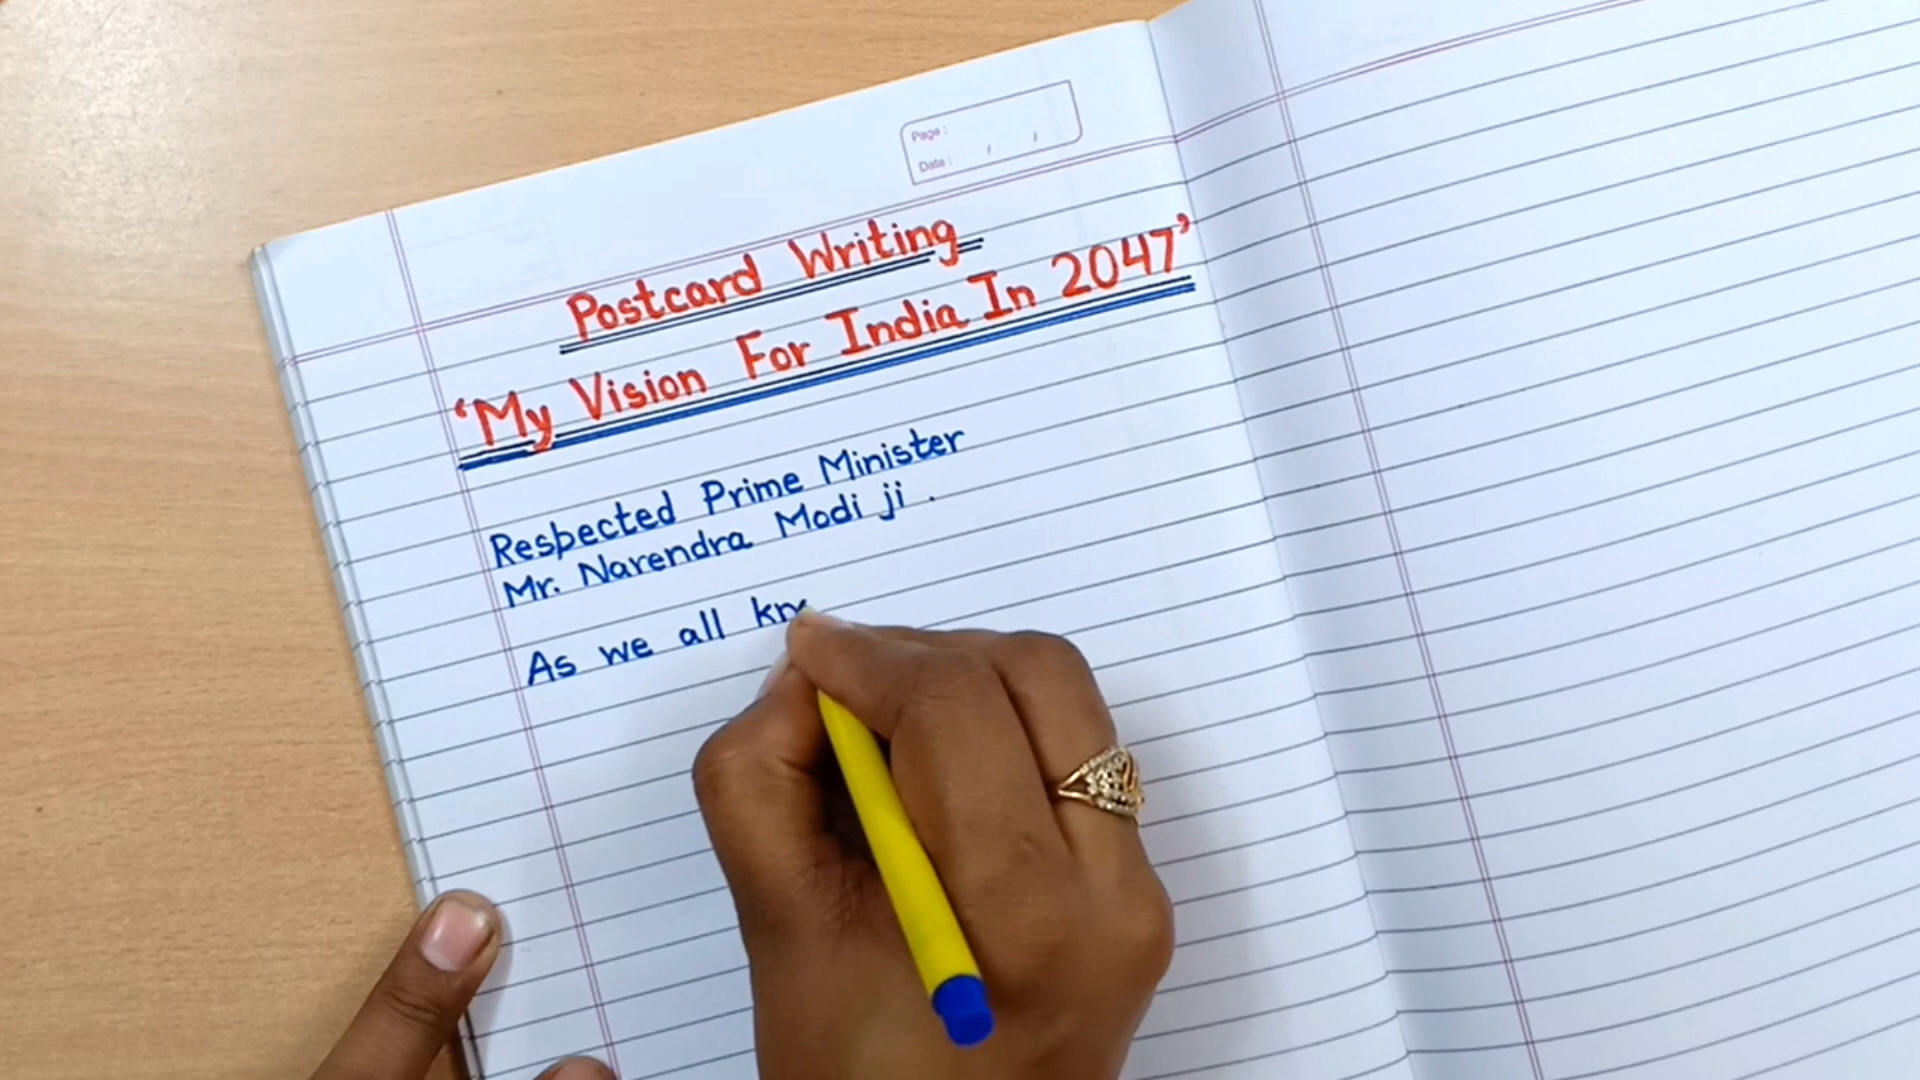 Page :
Date : / /
Postcard Writing
'My Vision For India In 2047'
Respected Prime Minister
Mr. Narendra Modi ji .
As we all